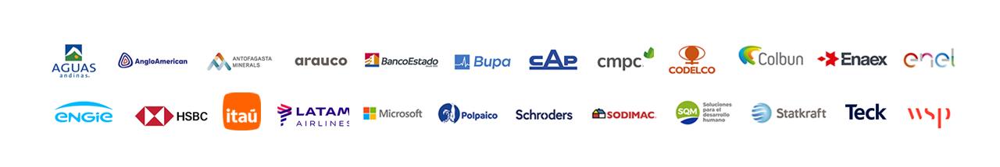 AGUAS
andinas.
AngloAmerican
ANTOFAGASTA
MINERALS
arauco
BancoEstado
Bupa
CAP
cmpc.
CODELCO
Colbun
Enaex
enel
ENGIE
HSBC
itaú
LATAM
AIRLINES
Microsoft
Polpaico
Schroders
SODIMAC
SQM
Soluciones
para el
desarrollo
humano
Statkraft
Teck
wsp